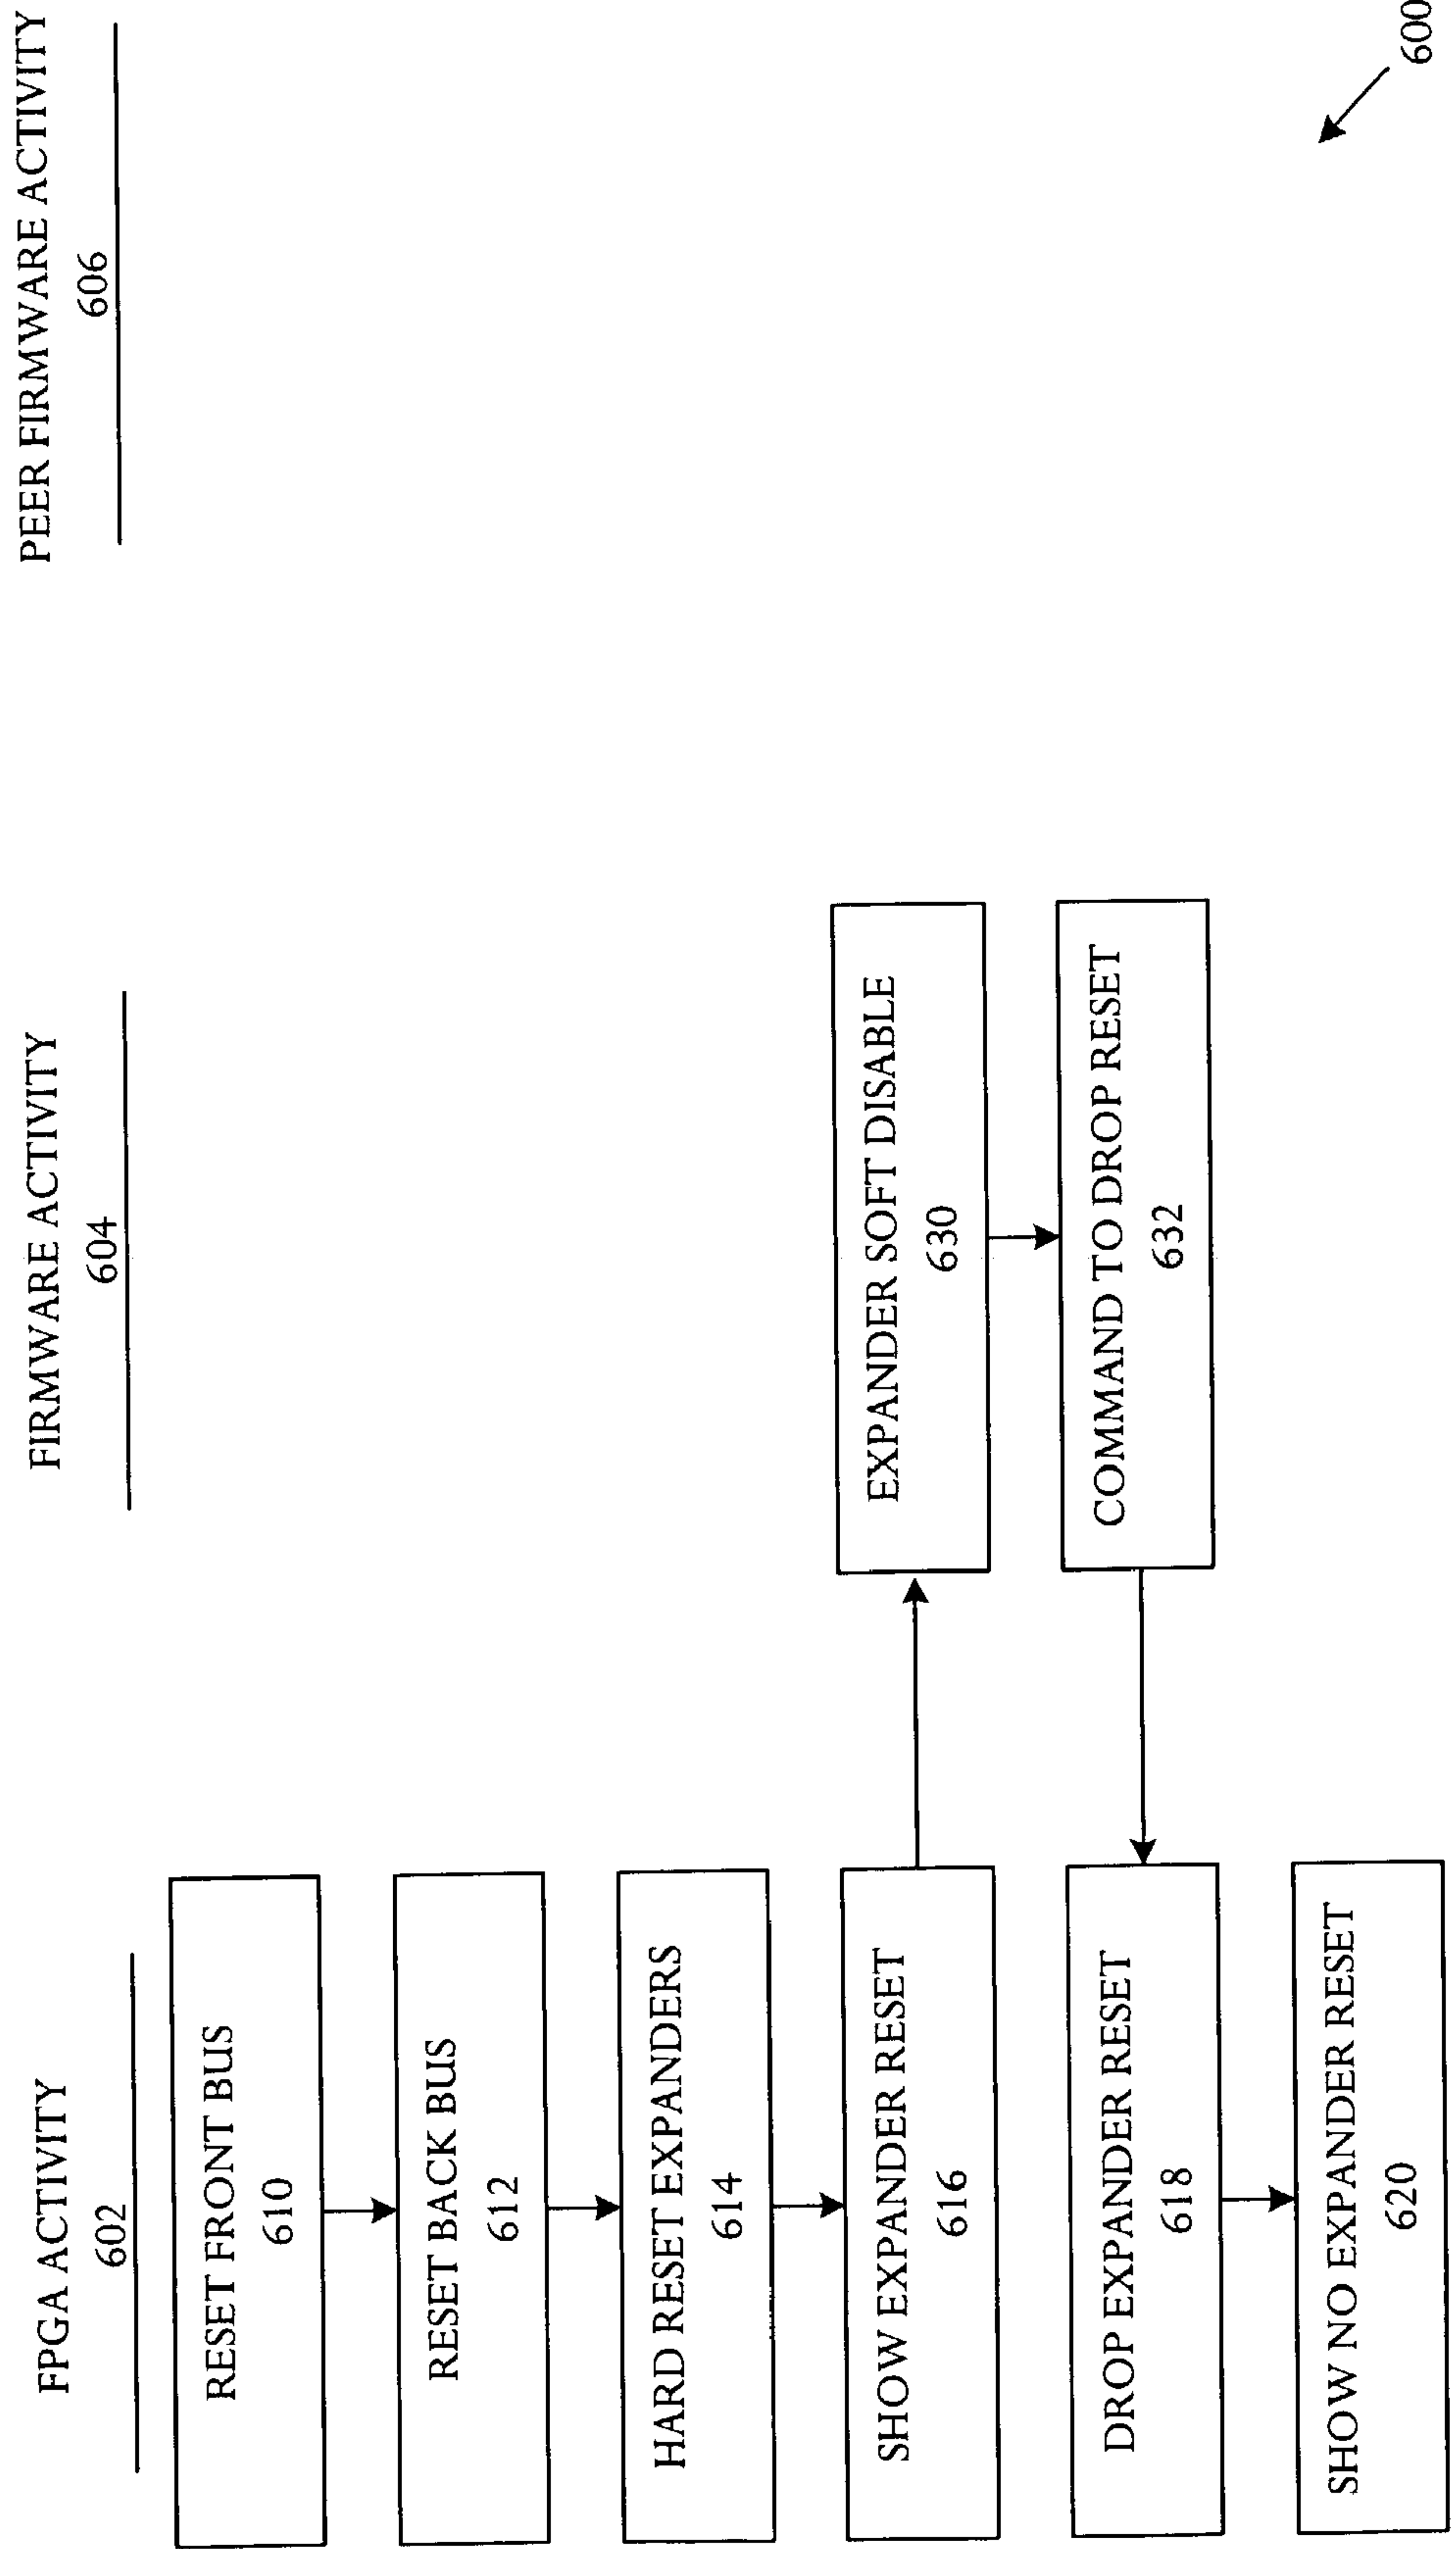 FPGA ACTIVITY
602
FIRMWARE ACTIVITY
604
PEER FIRMWARE ACTIVITY
606
RESET FRONT BUS
610
RESET BACK BUS
612
HARD RESET EXPANDERS
614
SHOW EXPANDER RESET
616
EXPANDER SOFT DISABLE
630
COMMAND TO DROP RESET
632
DROP EXPANDER RESET
618
SHOW NO EXPANDER RESET
620
600